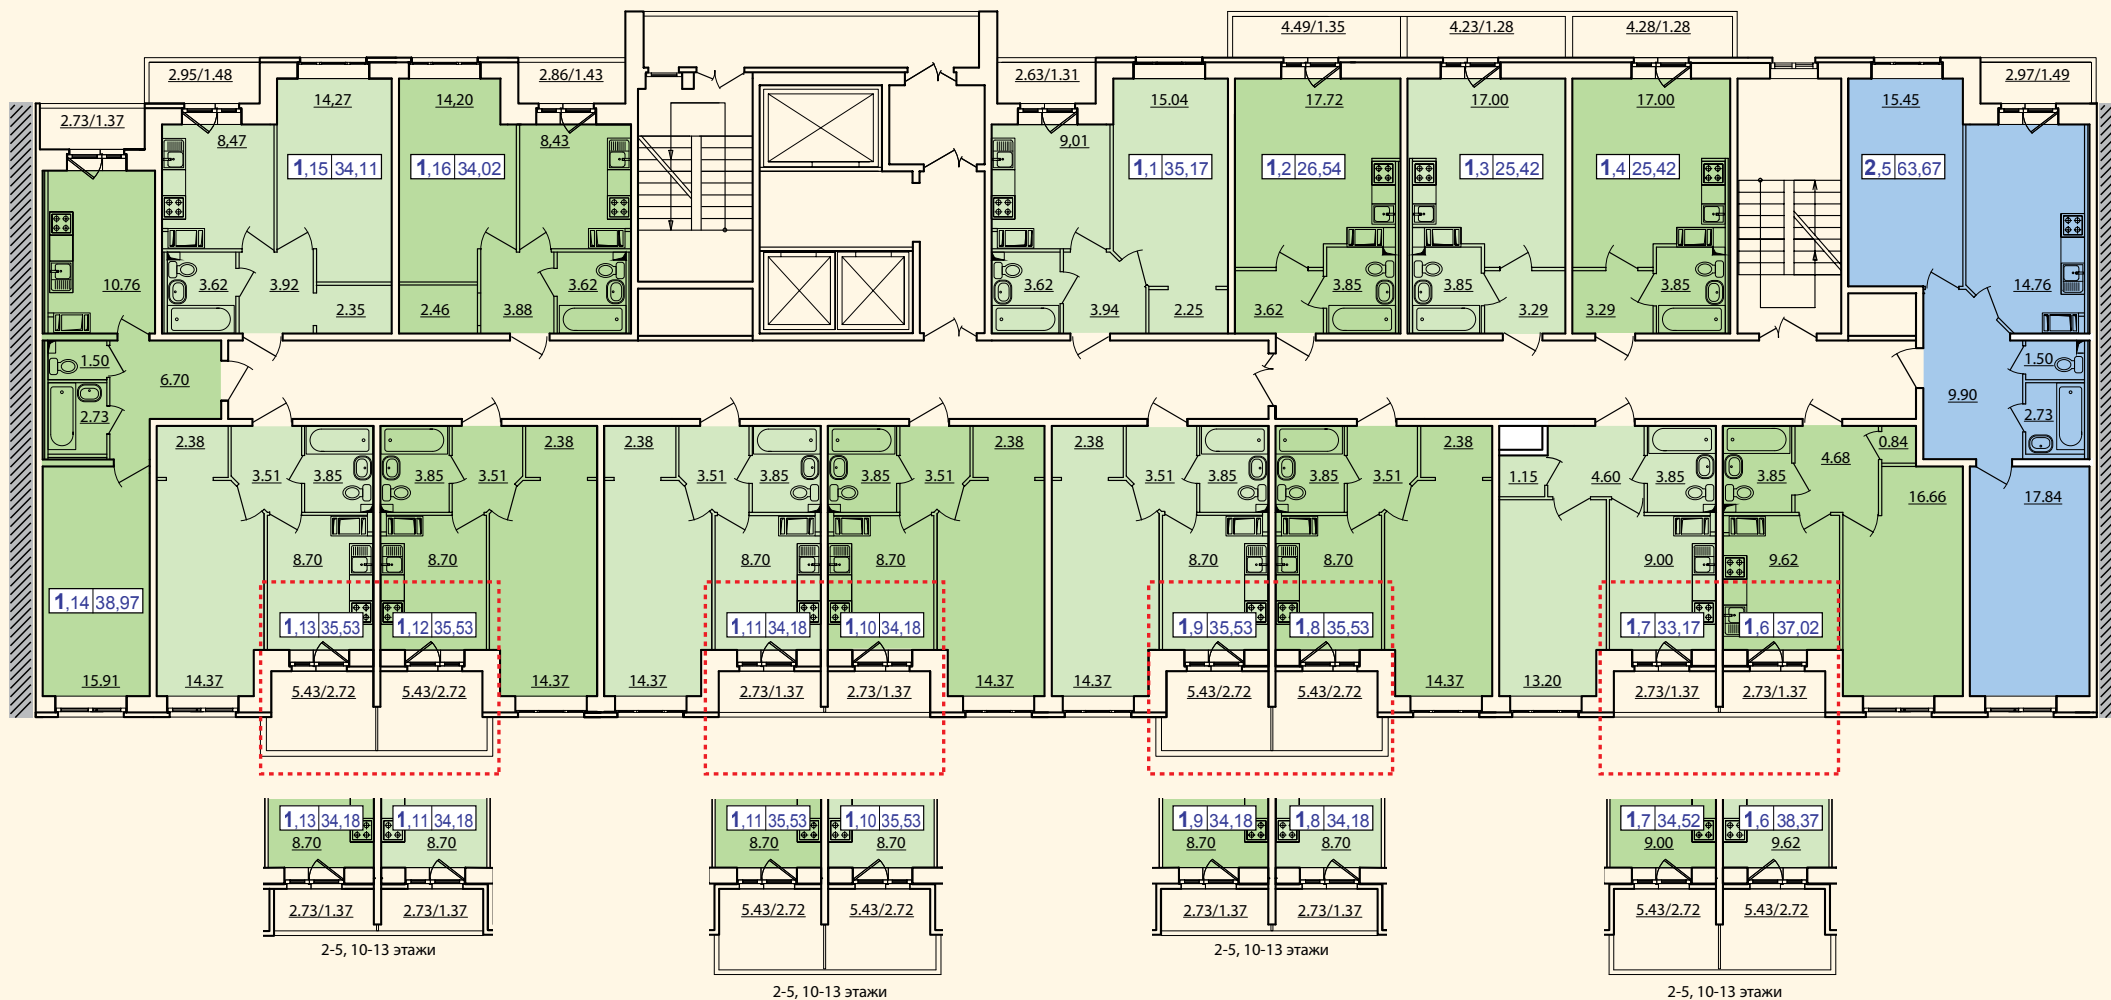 4.49/1.35 4.23/1.28 4.28/1.28
2.95/1.48 2.86/1.43 2.63/1.31 2.97/1.49
14,27 14,20 15.04 17.72 17.00 17.00 15.45
2.73/1.37
8,47 8,43 9,01
1,15 34,11 1,16 34,02 1,1 35,17 1,2 26,54 1,3 25,42 1,4 25,42 2,5 63,67
10.76 3.62 3.92 3.62 3.62 3.85 3.85 3.85 14.76
2.35 2.46 3.88 3.94 2.25 3.62 3.29 3.29
1.50 1.50
6.70
9.90
2.73 2.73
2.38 2.38 2.38 2.38 2.38 2.38 0.84
4.68
3.51 3.85 3.85 3.51 3.51 3.85 3.85 3.51 3.51 3.85 3.85 3.51 1.15 4.60 3.85 3.85
16.66 17.84
8.70 8.70 8.70 8.70 8.70 8.70 9.00 9.62
1,14 38,97
1,13 35,53 1,12 35,53 1,11 34,18 1,10 34,18 1,9 35,53 1,8 35,53 1,7 33,17 1,6 37,02
15.91 14.37 14.37 14.37 14.37 14.37 14.37 13.20
5.43/2.72 5.43/2.72 2.73/1.37 2.73/1.37 5.43/2.72 5.43/2.72 2.73/1.37 2.73/1.37
1,13 34,18 1,11 34,18 1,11 35,53 1,10 35,53 1,9 34,18 1,8 34,18 1,7 34,52 1,6 38,37
8.70 8.70 8.70 8.70 8.70 8.70 9.00 9.62
2.73/1.37 2.73/1.37 5.43/2.72 5.43/2.72 2.73/1.37 2.73/1.37 5.43/2.72 5.43/2.72
2-5, 10-13 этажи 2-5, 10-13 этажи
2-5, 10-13 этажи 2-5, 10-13 этажи